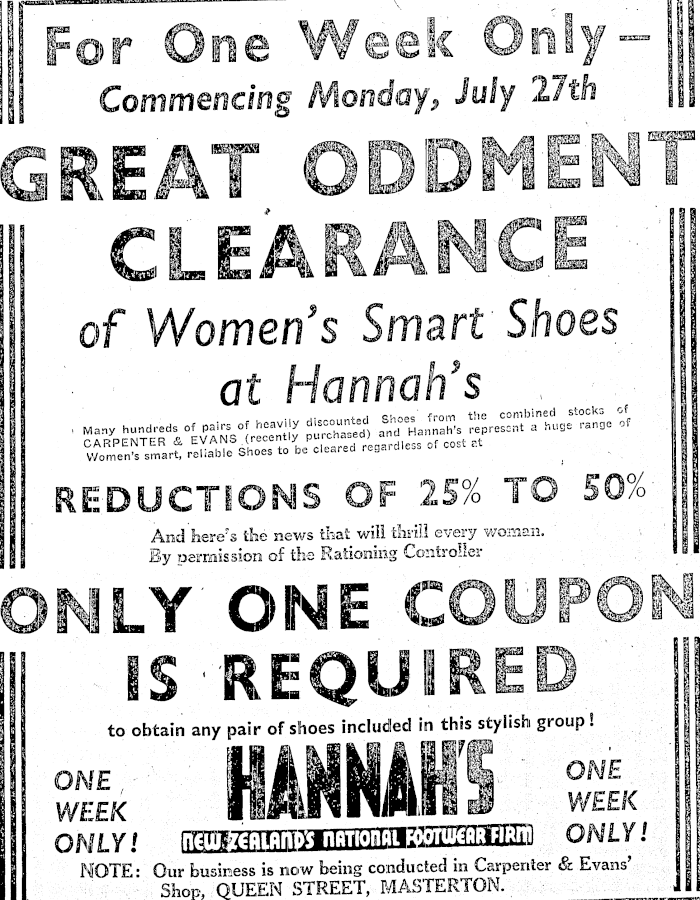 For One Week Only—
Commencing Monday, July 27th
GREAT ODDMENT
CLEARANCE
of Women's Smart Shoes
at Hannah's
Many hundreds of pairs of heavily discounted Shoes from the combined stocks of
CARPENTER & EVANS (recently purchased) and Hannah's represent a huge range of
Women's smart, reliable Shoes to be cleared regardless of cost at
REDUCTIONS OF 25% TO 50%
And here's the news that will thrill every woman.
By permission of the Rationing Controller
ONLY ONE COUPON
IS REQUIRED
to obtain any pair of shoes included in this stylish group!
ONE
WEEK
ONLY!
HANNAH'S
NEW ZEALAND'S NATIONAL FOOTWEAR FIRM
ONE
WEEK
ONLY!
NOTE: Our business is now being conducted in Carpenter & Evans'
Shop, QUEEN STREET, MASTERTON.